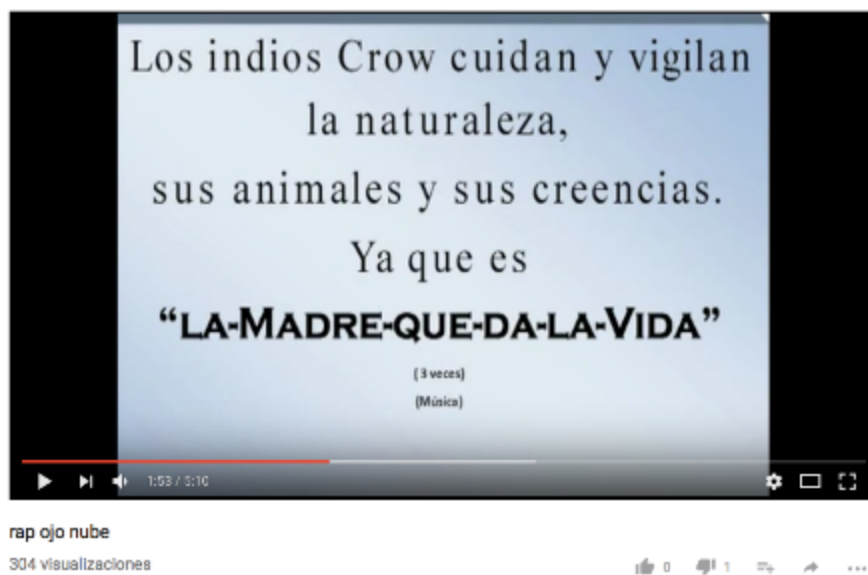 Los indios Crow cuidan y vigilan
la naturaleza,
sus animales y sus creencias.
Ya que es
“LA-MADRE-QUE-DA-LA-VIDA”
(3 veces)
(Música)
1:53 / 5:10
rap ojo nube
304 visualizaciones
0 1